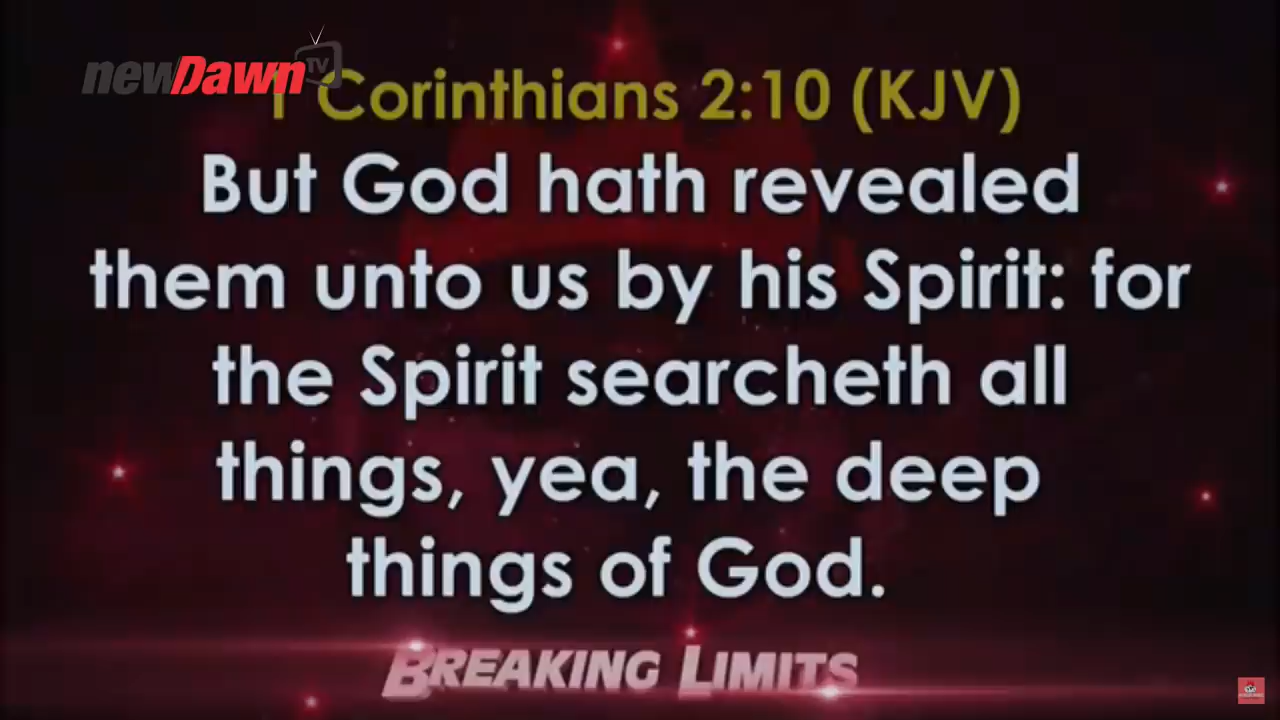 newDawn TV
1 Corinthians 2:10 (KJV)
But God hath revealed
them unto us by his Spirit: for
the Spirit searcheth all
things, yea, the deep
things of God.
BREAKING LIMITS